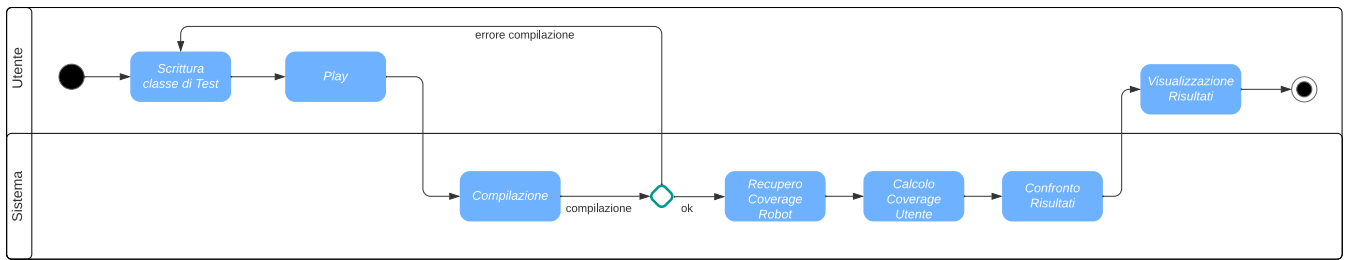 Utente
errore compilazione
Scrittura
classe di Test
Play
Visualizzazione
Risultati
Sistema
Compilazione
compilazione
ok
Recupero
Coverage
Robot
Calcolo
Coverage
Utente
Confronto
Risultati